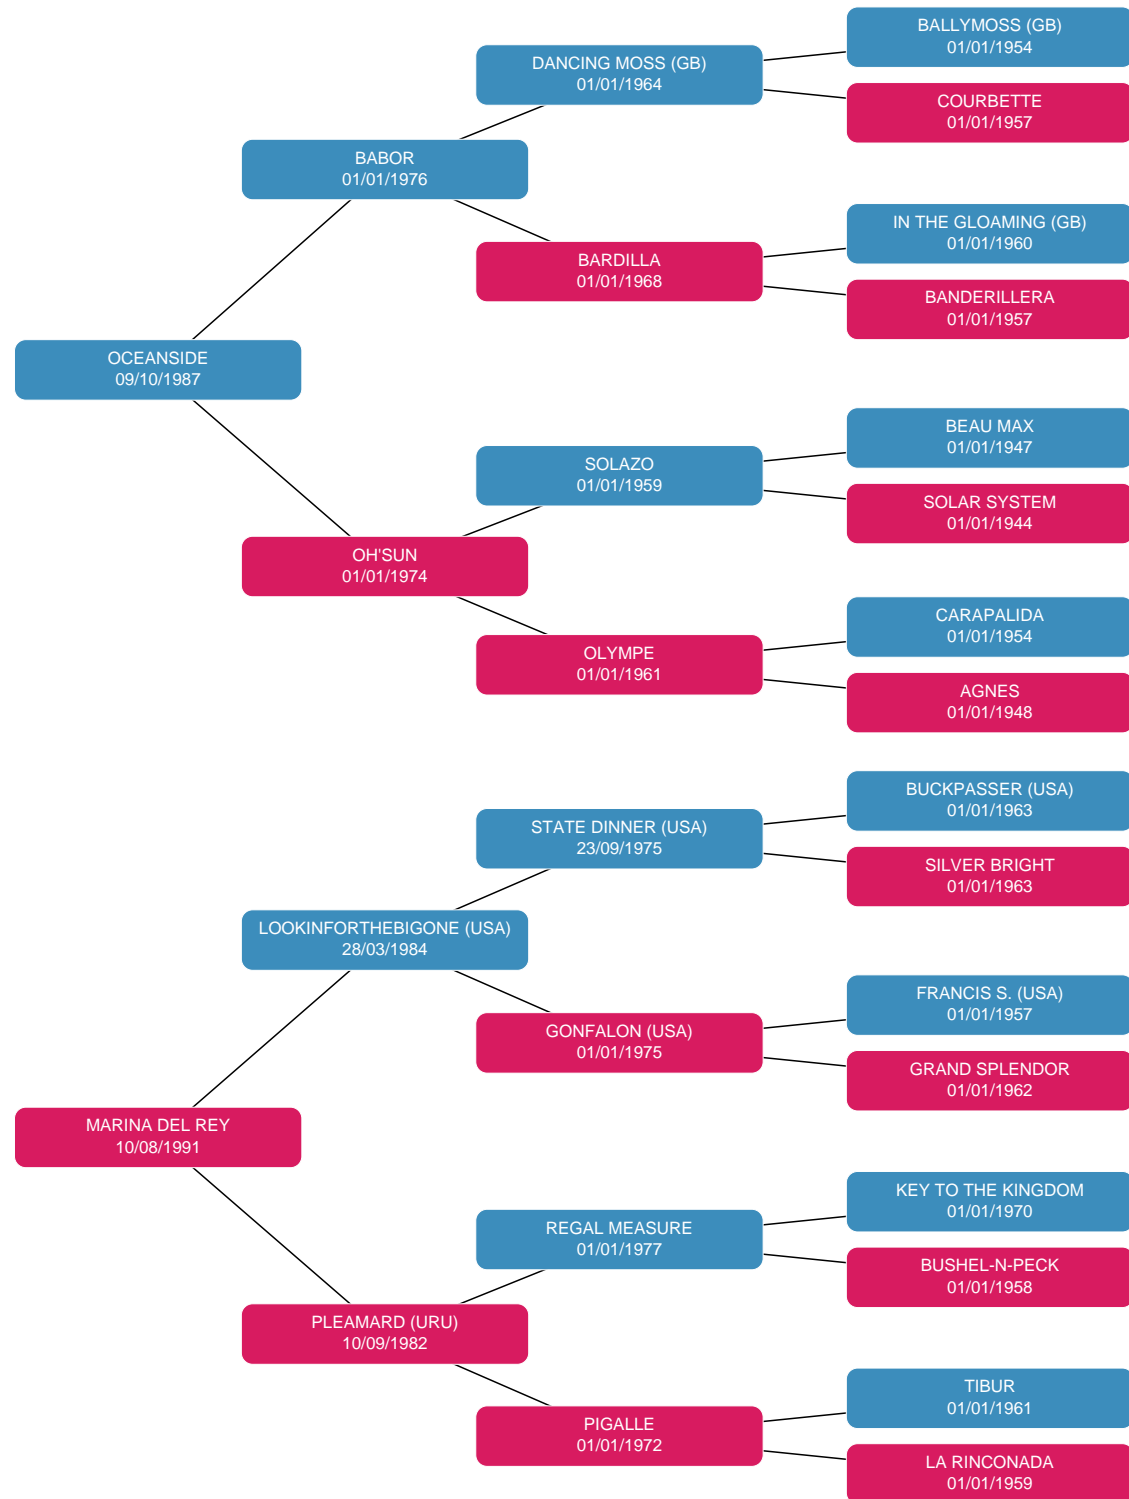 BALLYMOSS (GB)
01/01/1954
DANCING MOSS (GB)
01/01/1964
COURBETTE
01/01/1957
BABOR
01/01/1976
IN THE GLOAMING (GB)
01/01/1960
BARDILLA
01/01/1968
BANDERILLERA
01/01/1957
OCEANSIDE
09/10/1987
BEAU MAX
01/01/1947
SOLAZO
01/01/1959
SOLAR SYSTEM
01/01/1944
OH'SUN
01/01/1974
CARAPALIDA
01/01/1954
OLYMPE
01/01/1961
AGNES
01/01/1948
BUCKPASSER (USA)
01/01/1963
STATE DINNER (USA)
23/09/1975
SILVER BRIGHT
01/01/1963
LOOKINFORTHEBIGONE (USA)
28/03/1984
FRANCIS S. (USA)
01/01/1957
GONFALON (USA)
01/01/1975
GRAND SPLENDOR
01/01/1962
MARINA DEL REY
10/08/1991
KEY TO THE KINGDOM
01/01/1970
REGAL MEASURE
01/01/1977
BUSHEL-N-PECK
01/01/1958
PLEAMARD (URU)
10/09/1982
TIBUR
01/01/1961
PIGALLE
01/01/1972
LA RINCONADA
01/01/1959